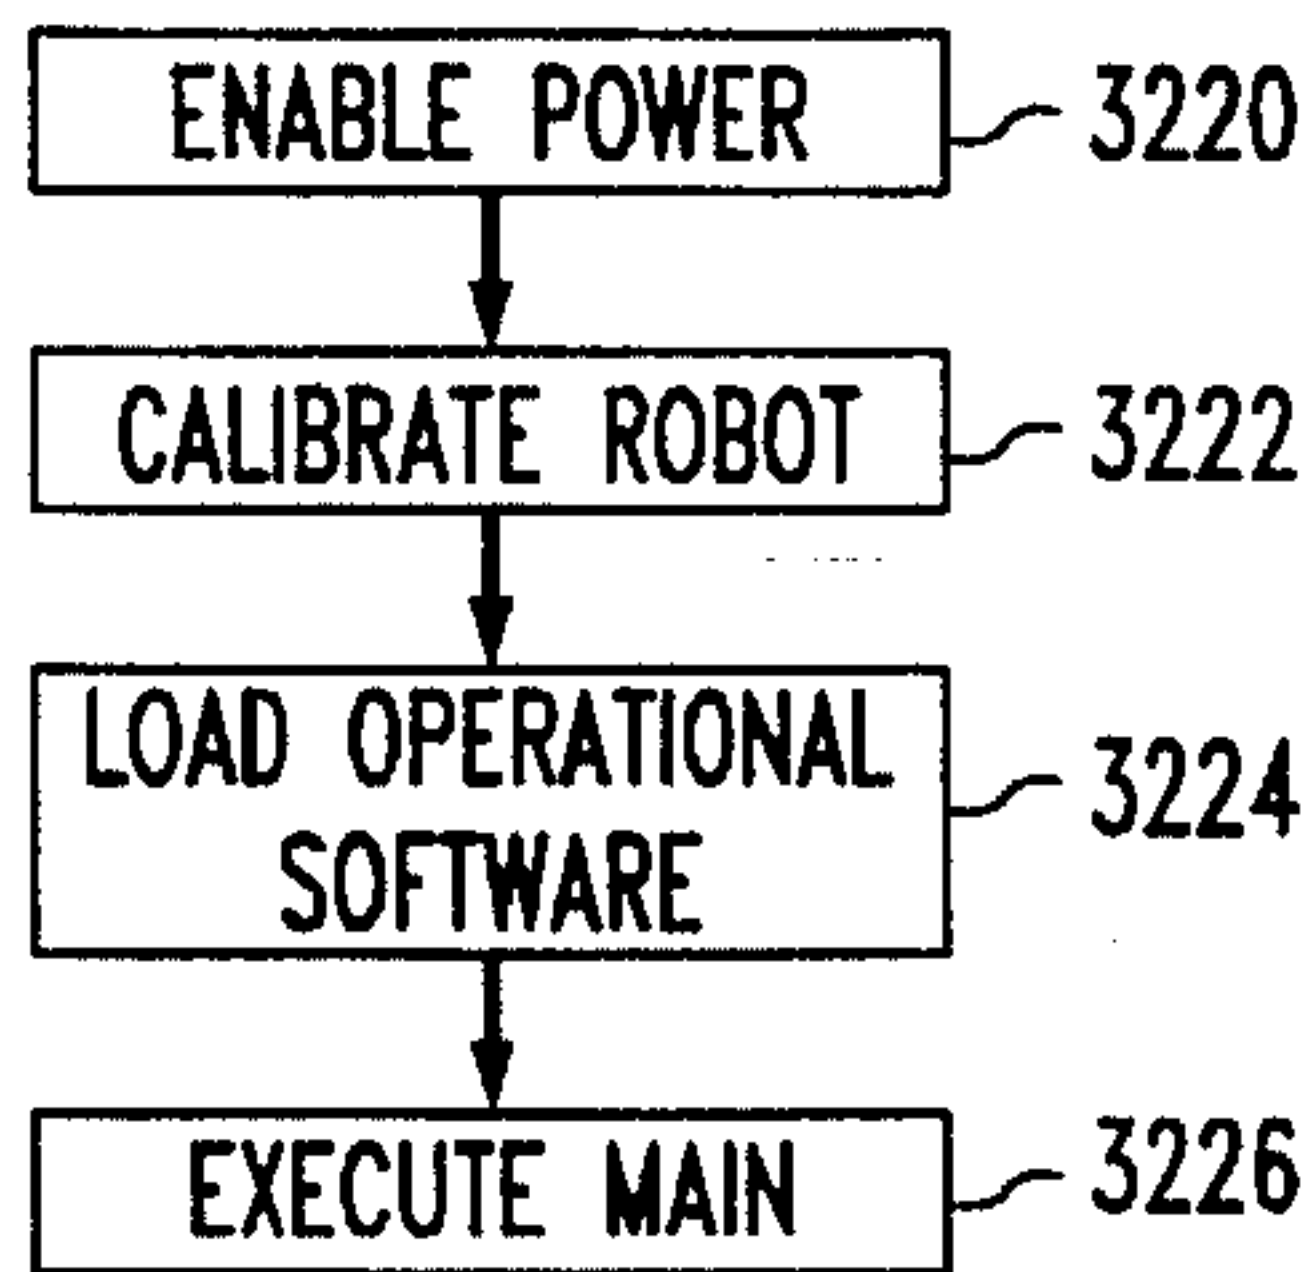 ENABLE POWER 3220
CALIBRATE ROBOT 3222
LOAD OPERATIONAL 3224
SOFTWARE
EXECUTE MAIN 3226